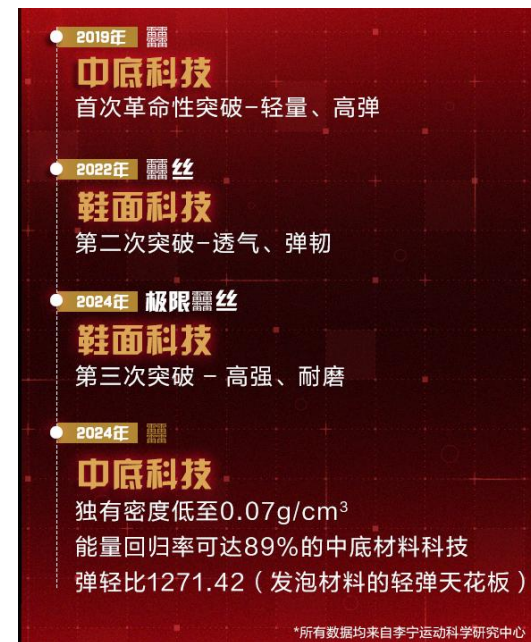 2019年 䨻
中底科技
首次革命性突破-轻量、高弹
2022年 䨻丝
鞋面科技
第二次突破-透气、弹韧
2024年 极限䨻丝
鞋面科技
第三次突破 - 高强、耐磨
2024年 䨻
中底科技
独有密度低至0.07g/cm³
能量回归率可达89%的中底材料科技
弹轻比1271.42（发泡材料的轻弹天花板）
*所有数据均来自李宁运动科学研究中心